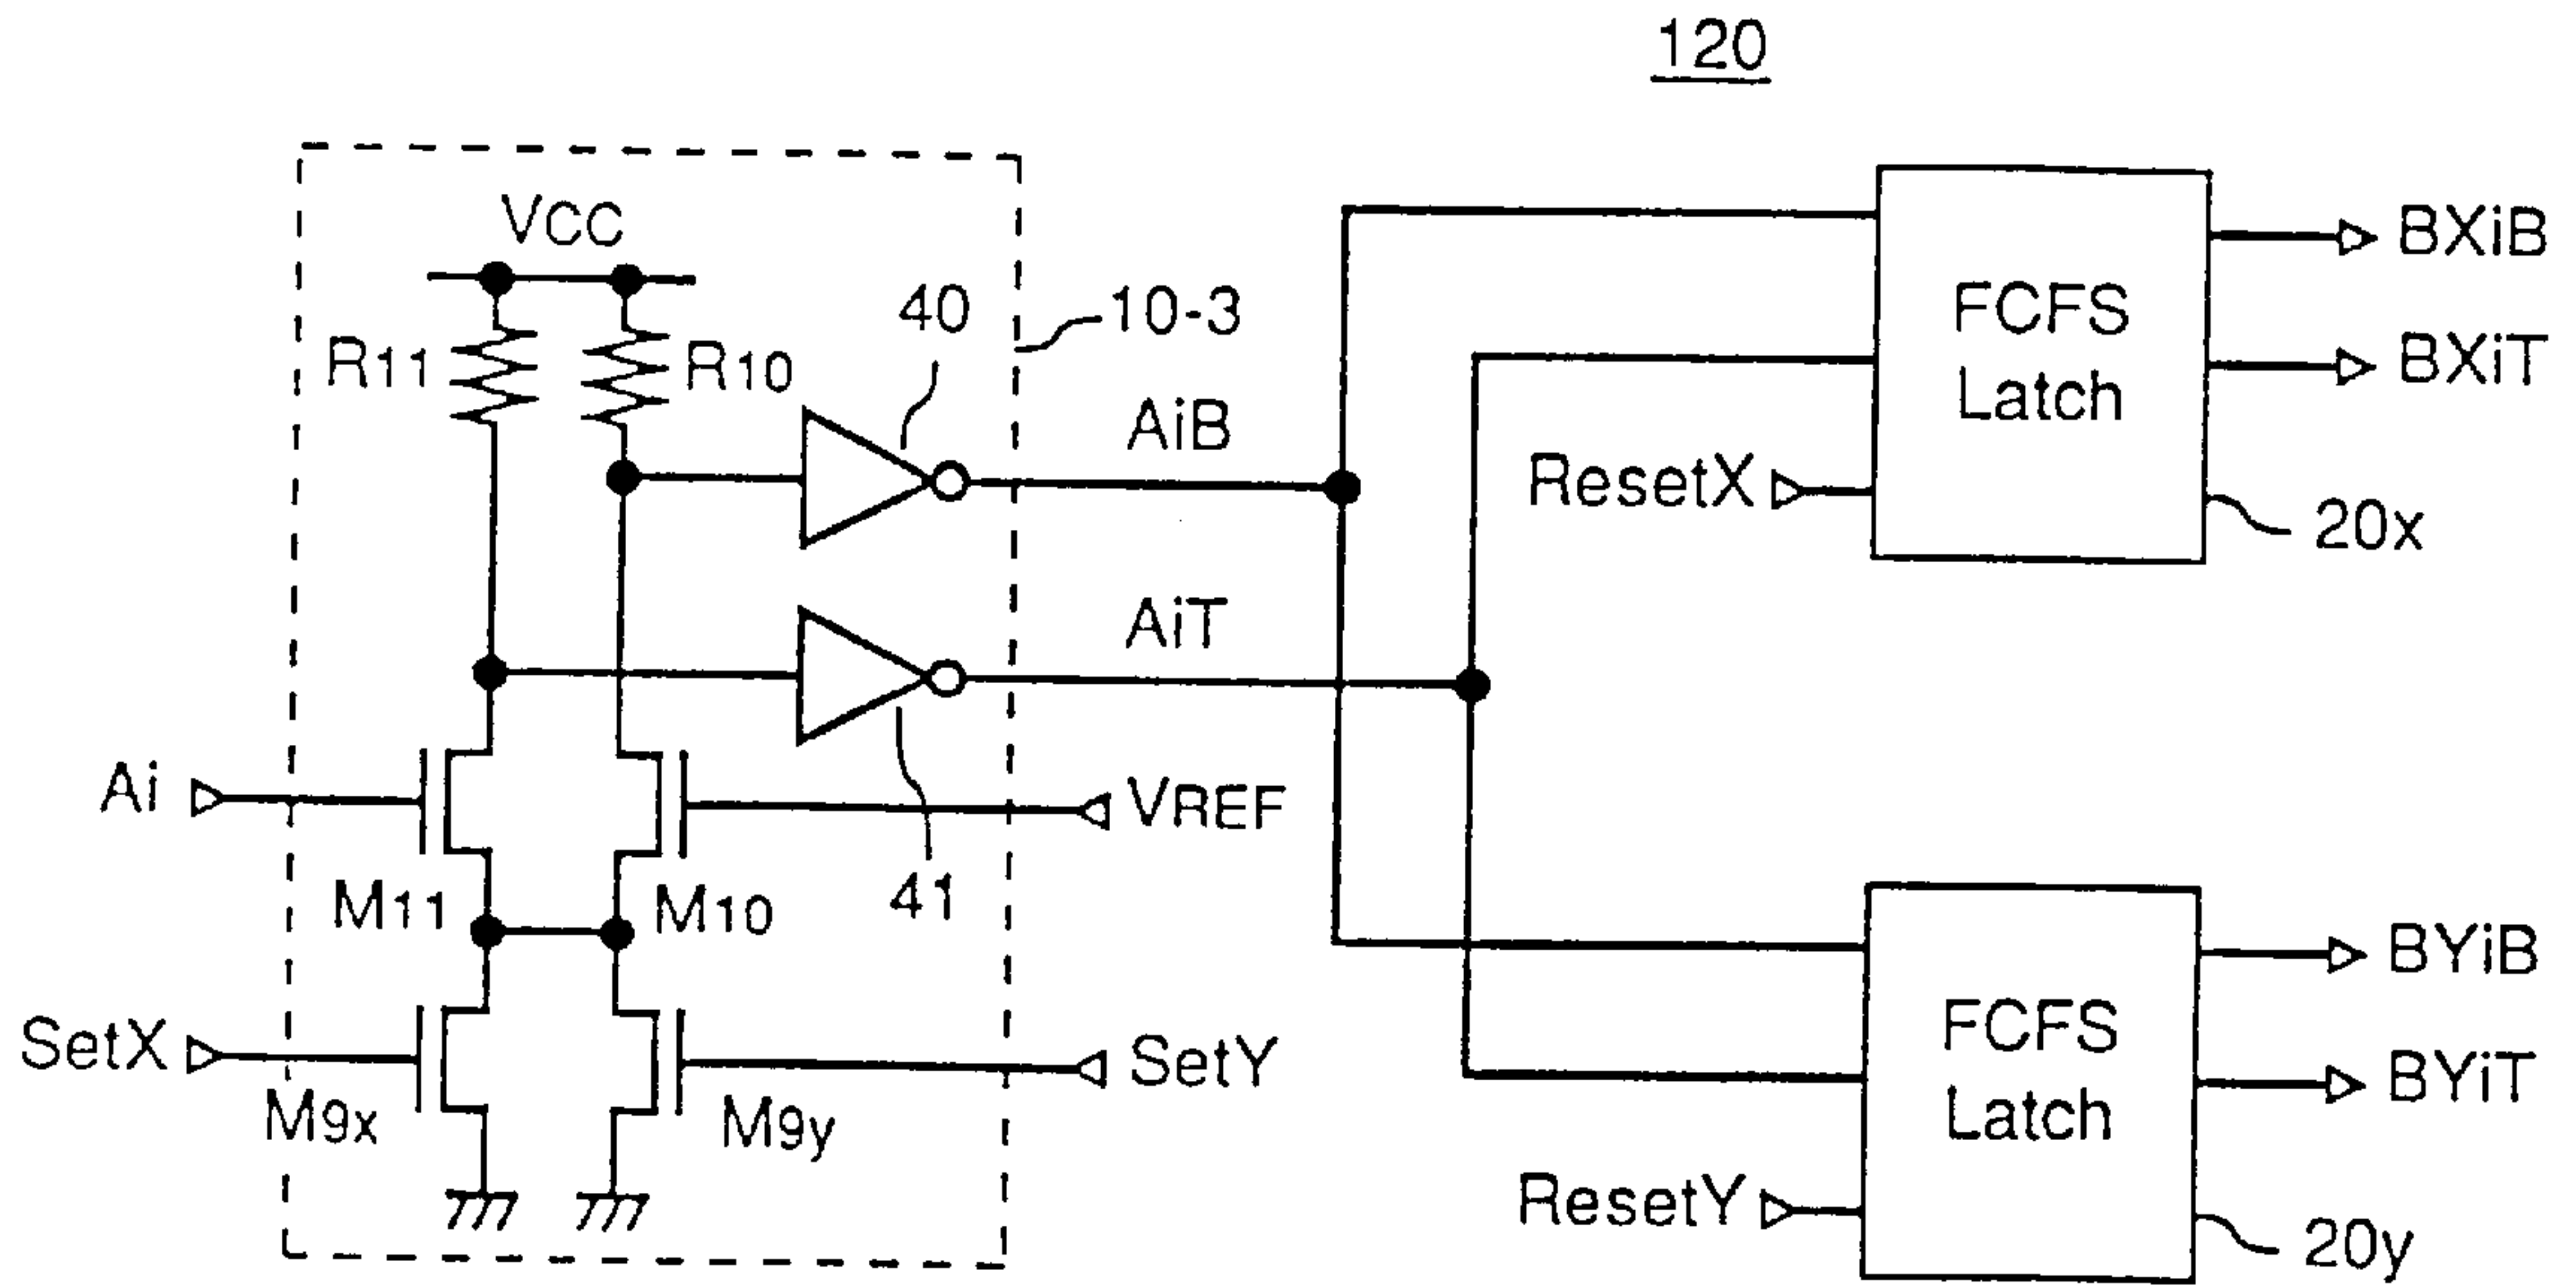 120
VCC
R11
R10
40
10-3
AiB
AiT
Ai
VREF
M11
M10
41
SetX
SetY
M9x
M9y
FCFS
Latch
BXiB
BXiT
ResetX
20x
FCFS
Latch
BYiB
BYiT
ResetY
20y